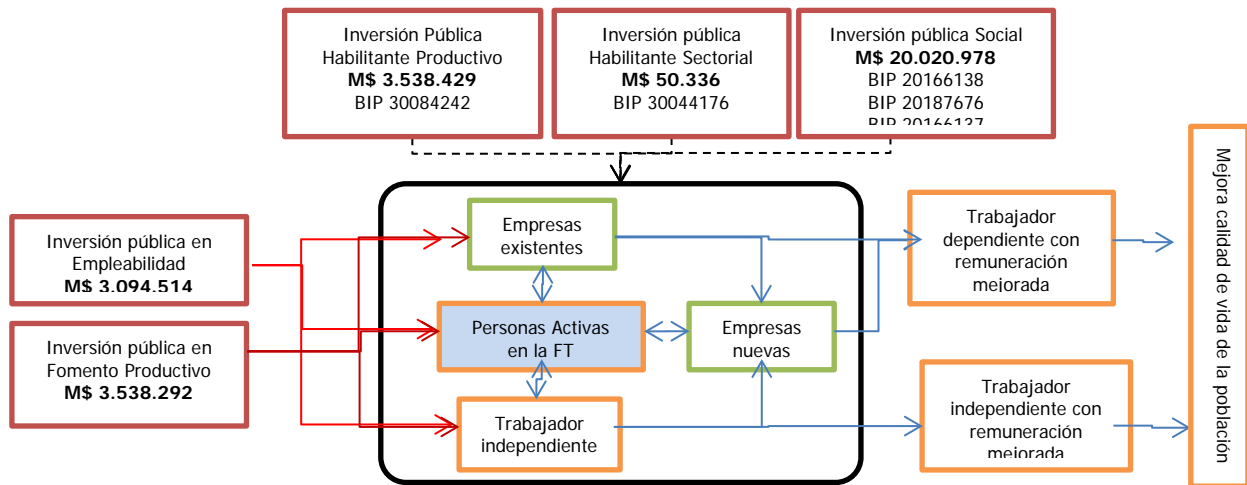 Inversión Pública
Habilitante Productivo
M$ 3.538.429
BIP 30084242
Inversión pública
Habilitante Sectorial
M$ 50.336
BIP 30044176
Inversión pública Social
M$ 20.020.978
BIP 20166138
BIP 20187676
BIP 20166137
Inversión pública en
Empleabilidad
M$ 3.094.514
Inversión pública en
Fomento Productivo
M$ 3.538.292
Empresas
existentes
Personas Activas
en la FT
Empresas
nuevas
Trabajador
independiente
Trabajador
dependiente con
remuneración
mejorada
Trabajador
independiente con
remuneración
mejorada
Mejora calidad de vida de la población